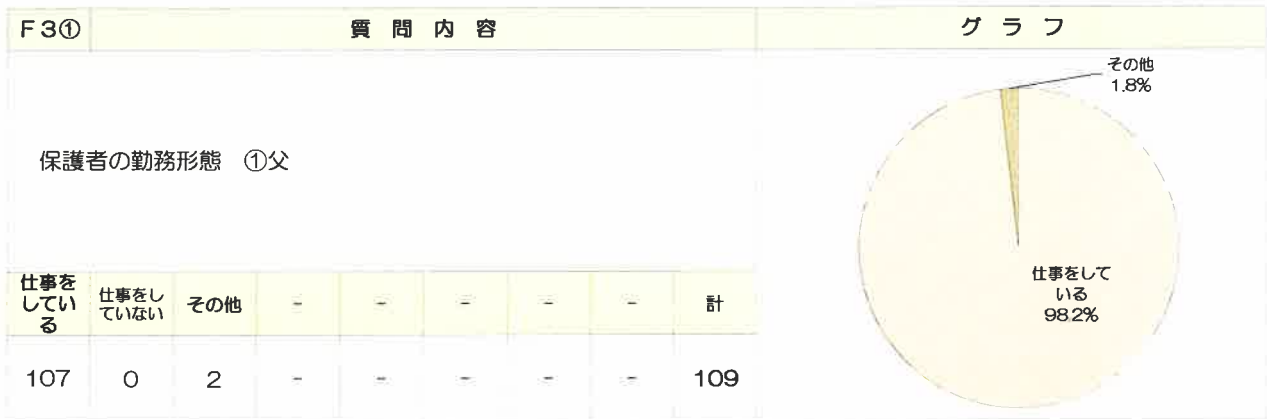 F3① 質問内容 グラフ
保護者の勤務形態 ①父
その他
1.8%
仕事をして
いる
98.2%
仕事を
してい
る
仕事をし
ていない
その他 - - - - - 計
107 0 2 - - - - - 109